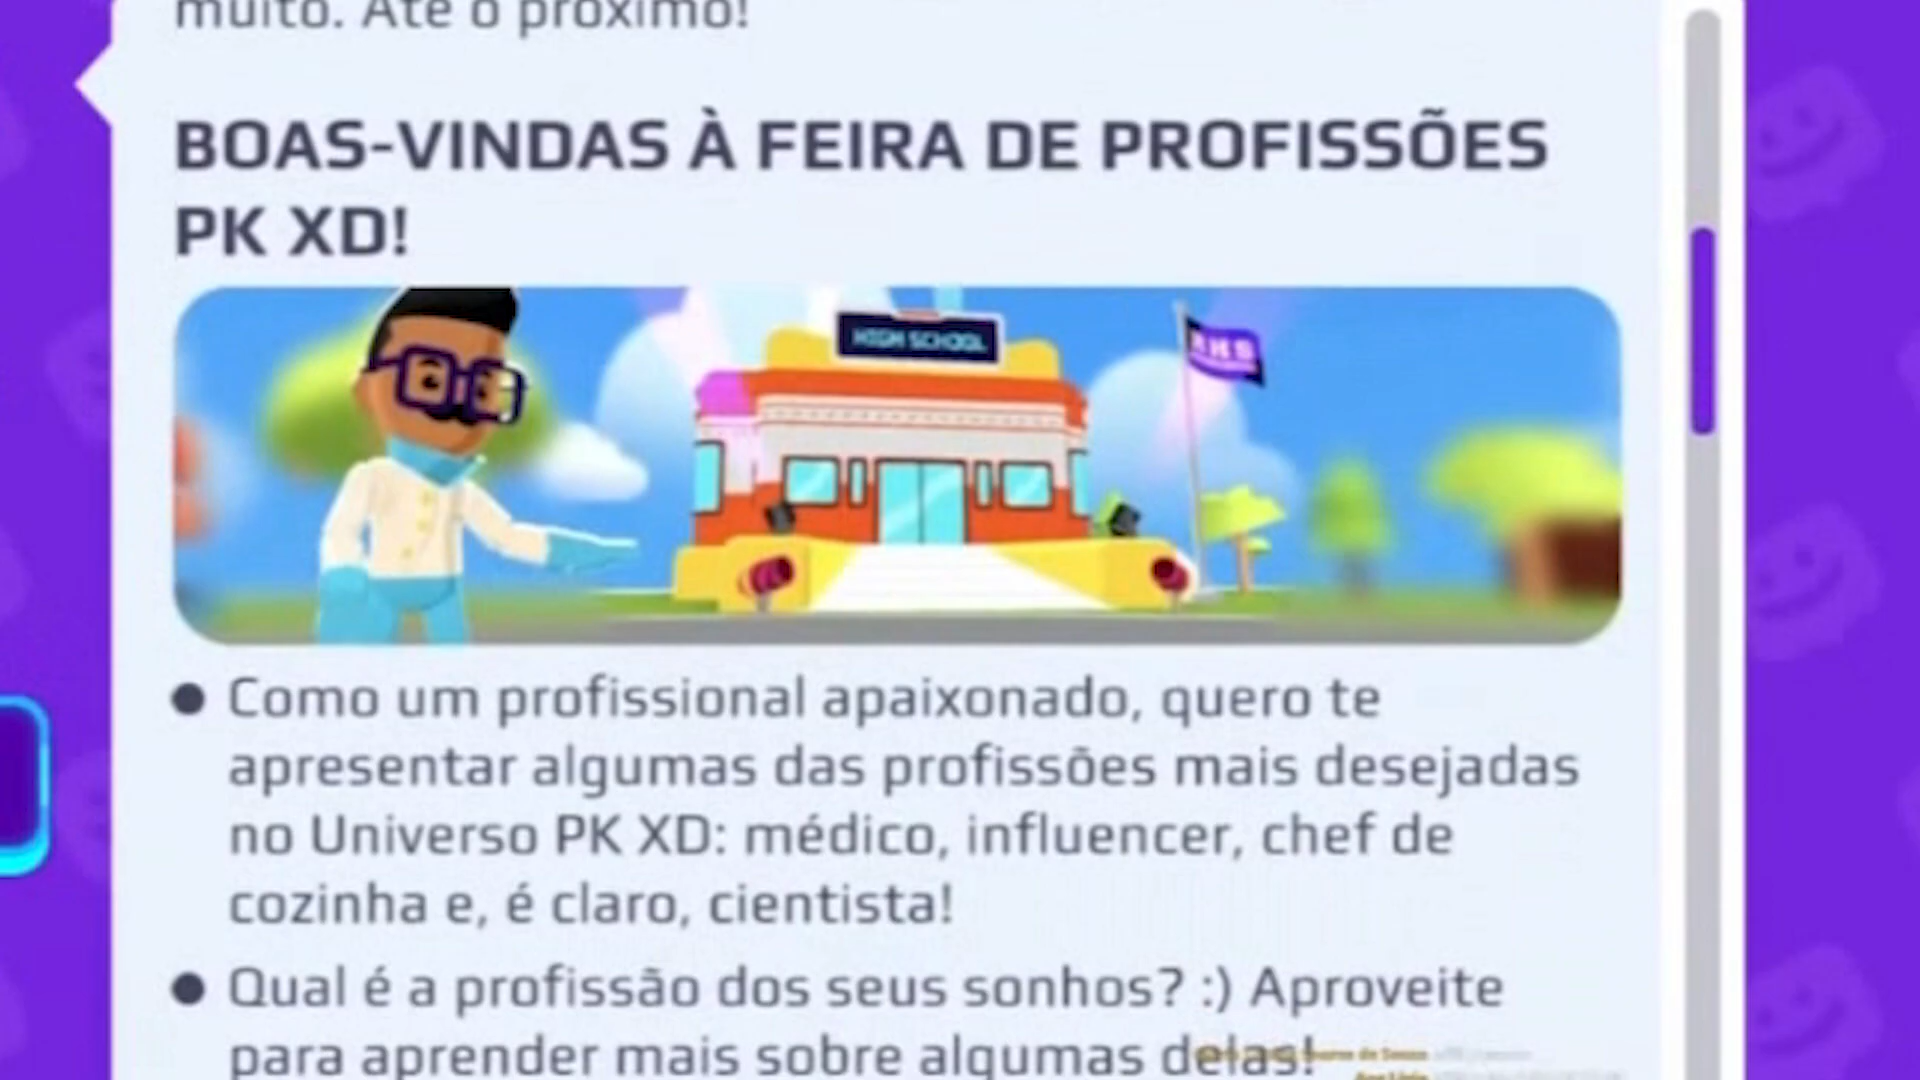 muito. Até o próximo!
BOAS-VINDAS À FEIRA DE PROFISSÕES
PK XD!
HIGH SCHOOL
Como um profissional apaixonado, quero te
apresentar algumas das profissões mais desejadas
no Universo PK XD: médico, influencer, chef de
cozinha e, é claro, cientista!
Qual é a profissão dos seus sonhos? :) Aproveite
para aprender mais sobre algumas delas!